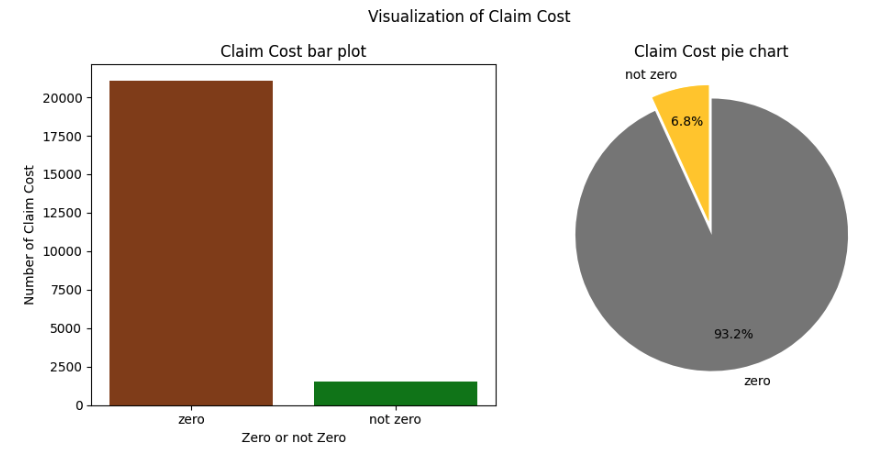 Visualization of Claim Cost
Claim Cost bar plot
Number of Claim Cost
20000
17500
15000
12500
10000
7500
5000
2500
0
zero
not zero
Zero or not Zero
Claim Cost pie chart
not zero
6.8%
93.2%
zero